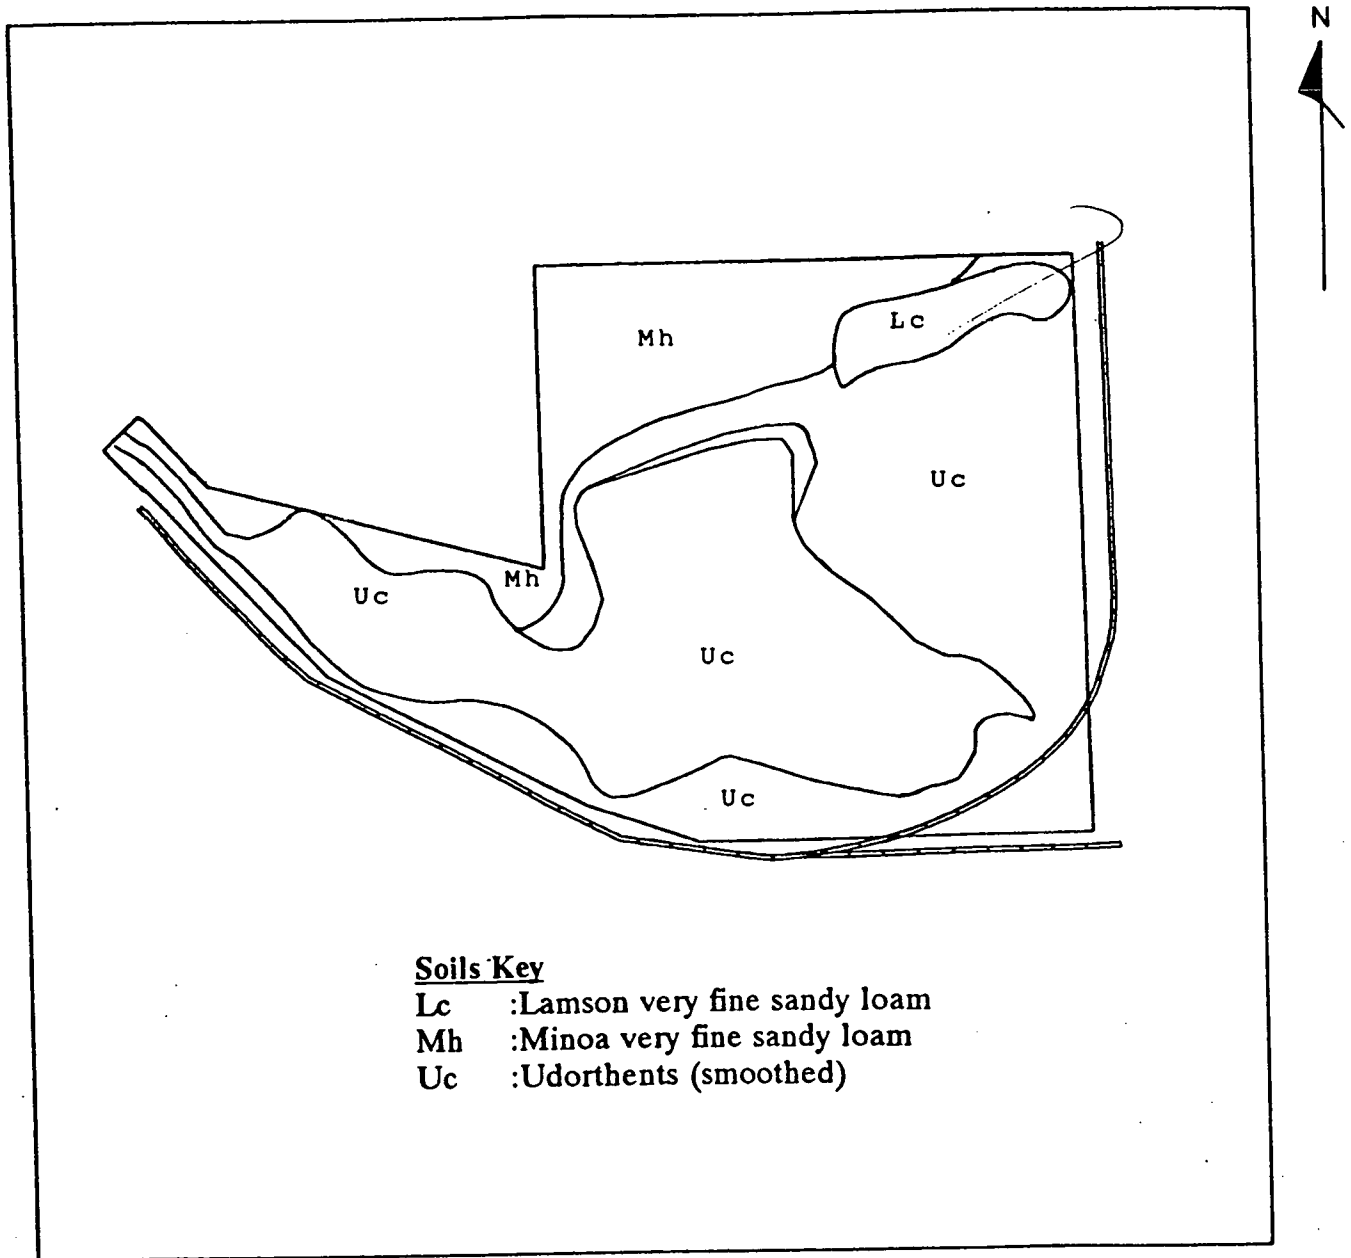 N
Lc
Mh
Uc
Mh
Uc
Uc
Uc
Soils Key
Lc :Lamson very fine sandy loam
Mh :Minoa very fine sandy loam
Uc :Udorthents (smoothed)